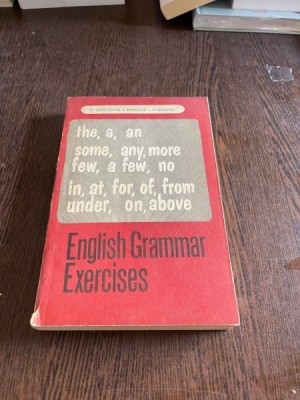 the, a, an
some, any, more
few, a few, no
in, at, for, of, from
under, on, above
English Grammar
Exercises